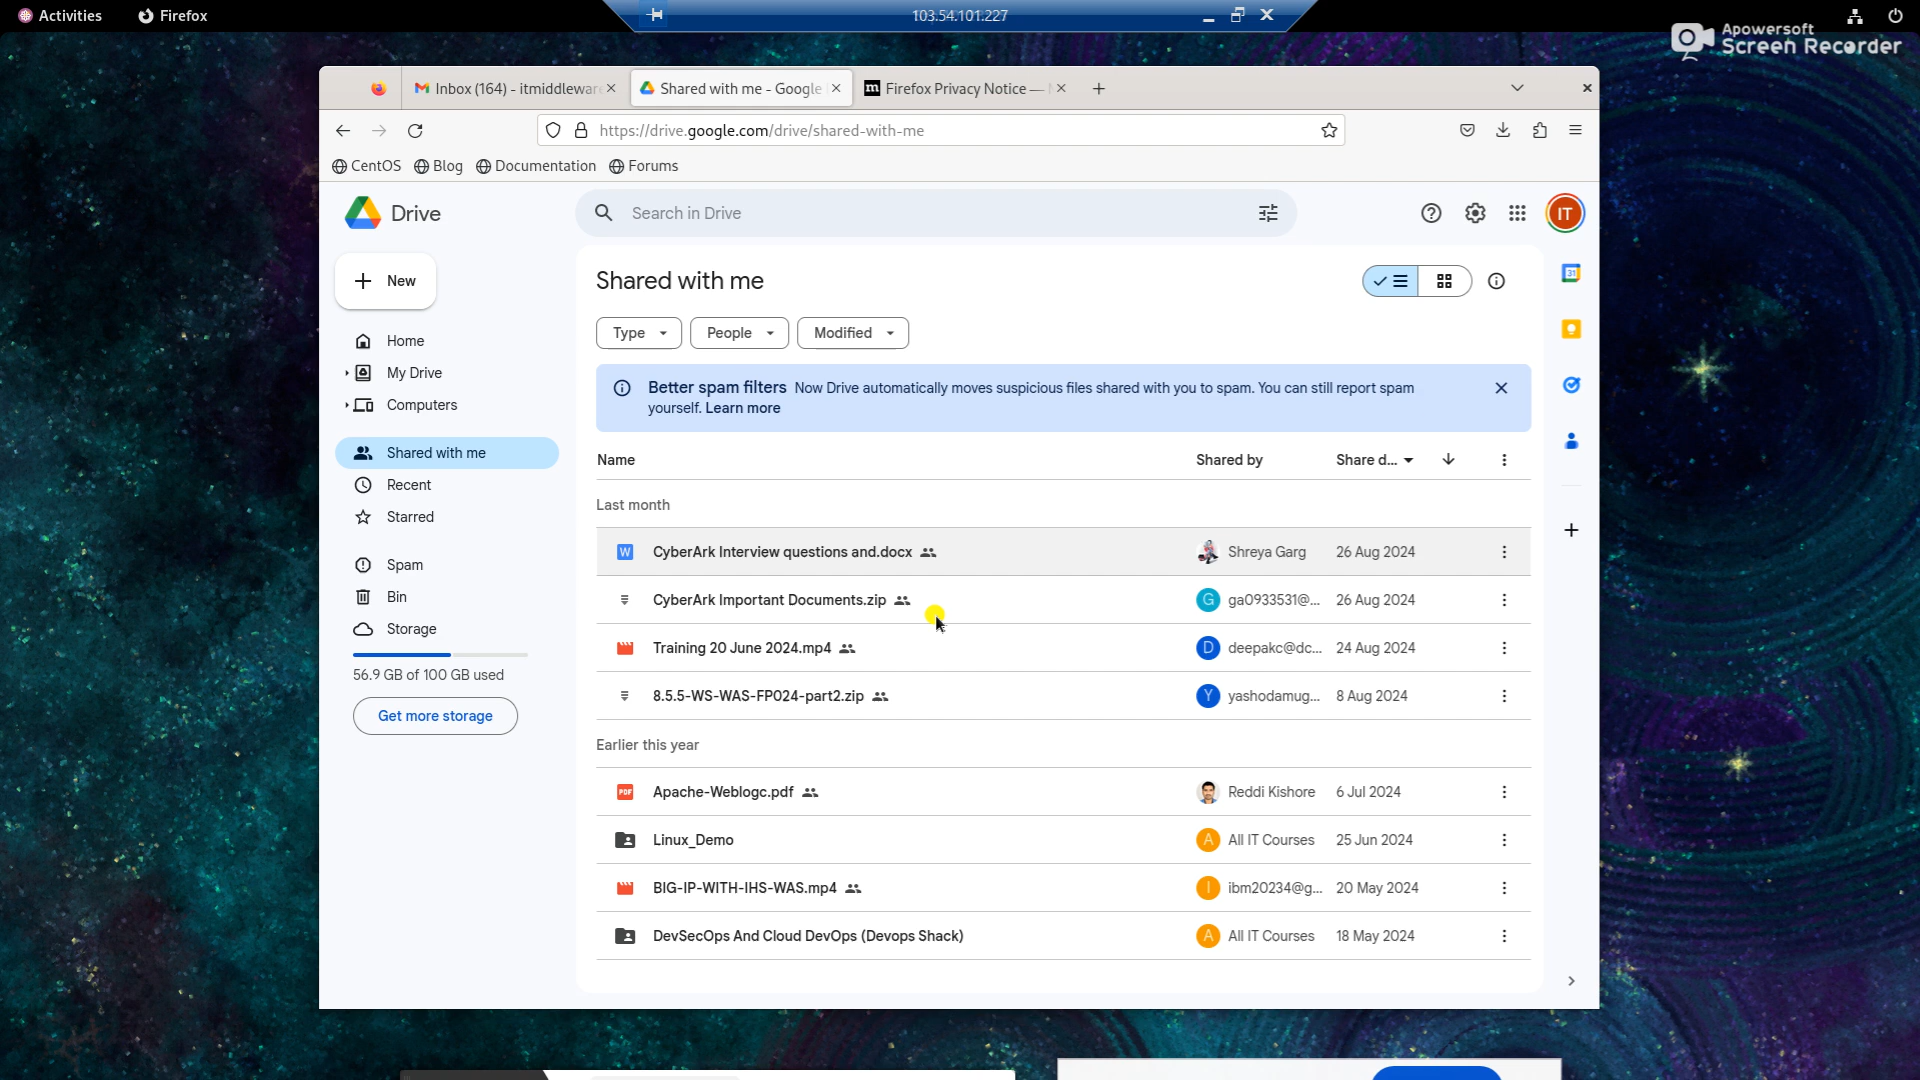 Activities
Firefox
103.54.101.227
Apowersoft
Screen Recorder
Inbox (164) - itmiddleware
Shared with me - Google
Firefox Privacy Notice —
https://drive.google.com/drive/shared-with-me
CentOS
Blog
Documentation
Forums
Drive
Search in Drive
IT
New
Shared with me
Home
My Drive
Computers
Shared with me
Recent
Starred
Spam
Bin
Storage
56.9 GB of 100 GB used
Get more storage
Type
People
Modified
Better spam filters Now Drive automatically moves suspicious files shared with you to spam. You can still report spam
yourself. Learn more
Name Shared by Share d...
Last month
W CyberArk Interview questions and.docx Shreya Garg 26 Aug 2024
CyberArk Important Documents.zip G ga0933531@... 26 Aug 2024
Training 20 June 2024.mp4 D deepakc@dc... 24 Aug 2024
8.5.5-WS-WAS-FP024-part2.zip Y yashodamug... 8 Aug 2024
Earlier this year
PDF Apache-Weblogc.pdf Reddi Kishore 6 Jul 2024
Linux_Demo A All IT Courses 25 Jun 2024
BIG-IP-WITH-IHS-WAS.mp4 I ibm20234@g... 20 May 2024
DevSecOps And Cloud DevOps (Devops Shack) A All IT Courses 18 May 2024
31